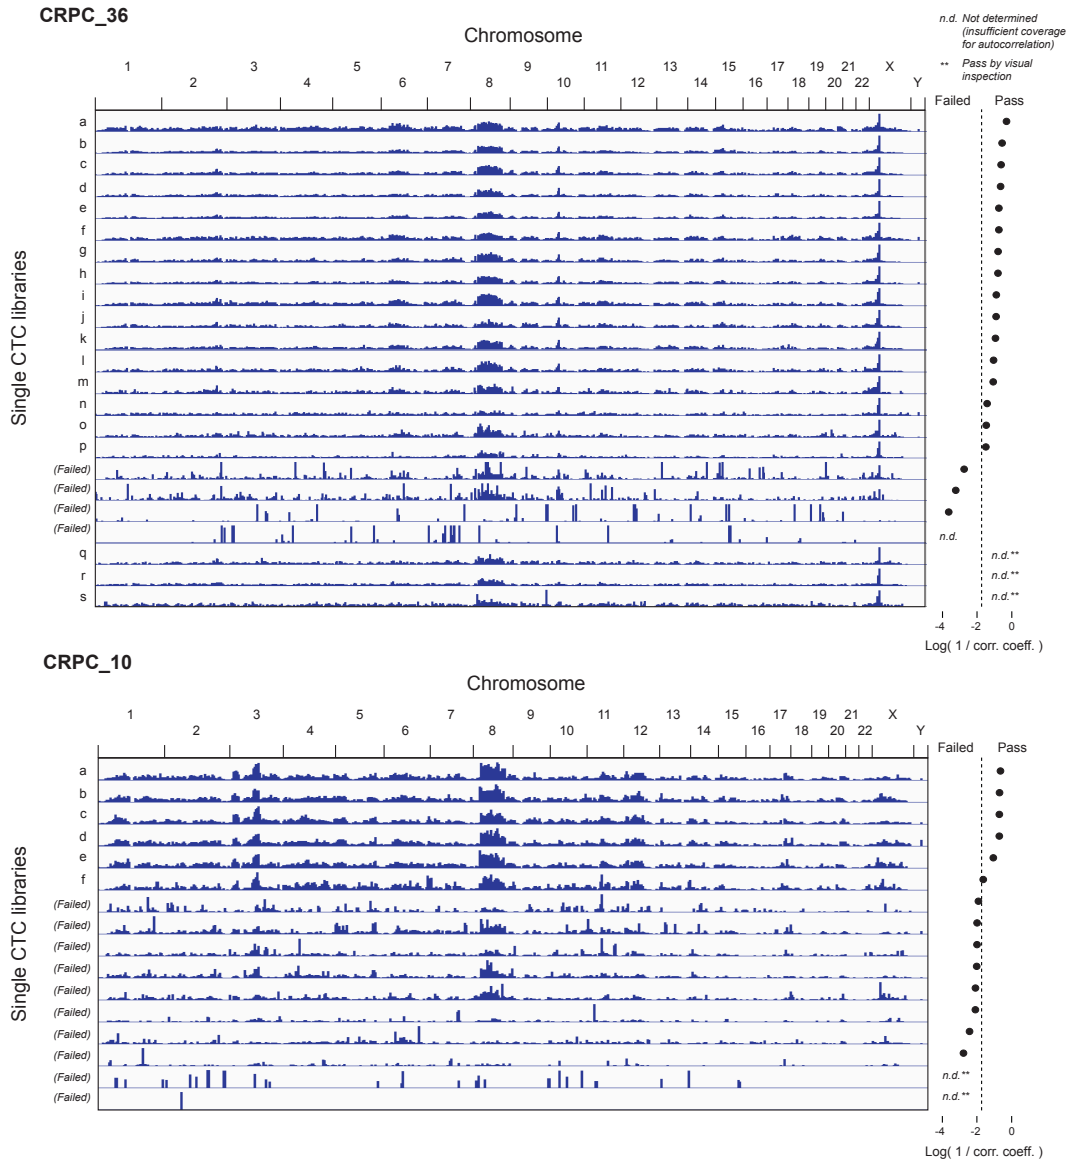 CRPC_36
n.d. Not determined
(insufficient coverage
for autocorrelation)
** Pass by visual
inspection
Chromosome
1 3 5 7 9 11 13 15 17 19 21 X
2 4 6 8 10 12 14 16 18 20 22 Y
Failed Pass
Single CTC libraries
a
b
c
d
e
f
g
h
i
j
k
l
m
n
o
p
(Failed)
(Failed)
(Failed)
(Failed) n.d.
q n.d.**
r n.d.**
s n.d.**
-4 -2 0
Log( 1 / corr. coeff. )
CRPC_10
Chromosome
1 3 5 7 9 11 13 15 17 19 21 X
2 4 6 8 10 12 14 16 18 20 22 Y
Failed Pass
Single CTC libraries
a
b
c
d
e
f
(Failed)
(Failed)
(Failed)
(Failed)
(Failed)
(Failed)
(Failed)
(Failed)
(Failed) n.d.**
(Failed) n.d.**
-4 -2 0
Log( 1 / corr. coeff. )